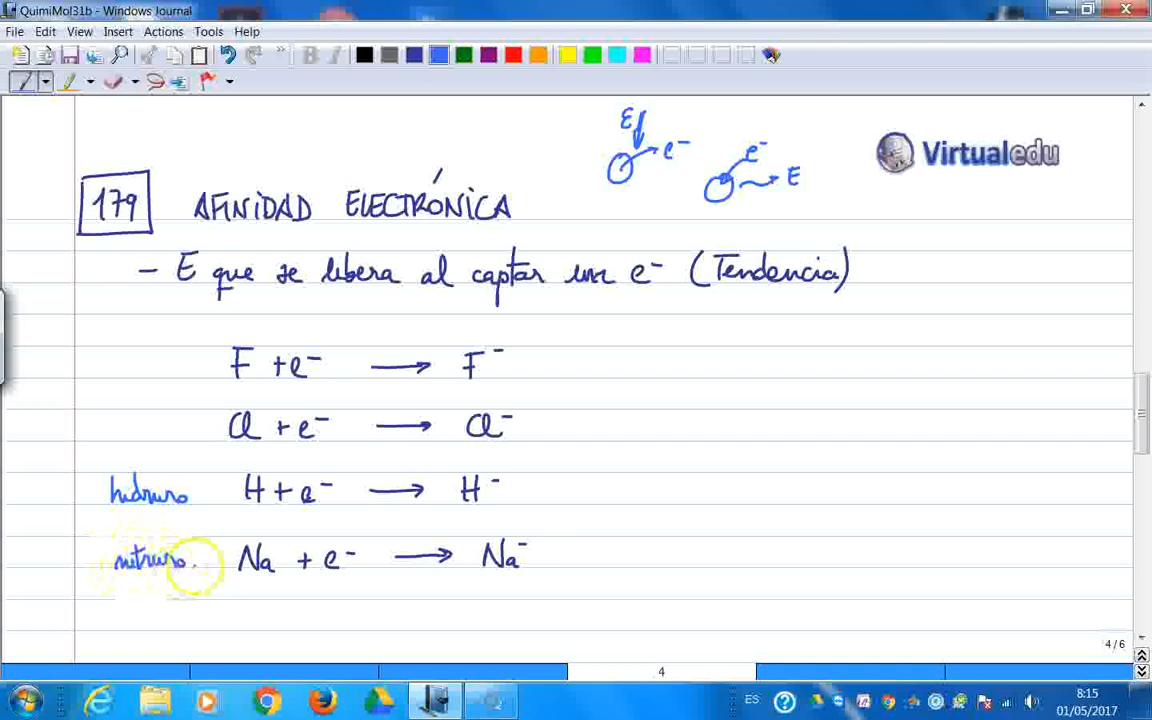 QuimiMol31b - Windows Journal
File Edit View Insert Actions Tools Help
E
e⁻
e⁻
E
Virtualedu
179 AFINIDAD ELECTRÓNICA
- E que se libera al captar un e⁻ (Tendencia)
F + e⁻ → F⁻
Cl + e⁻ → Cl⁻
hidruro H + e⁻ → H⁻
nitruro. Na + e⁻ → Na⁻
4 / 6
4
ES 8:15
01/05/2017